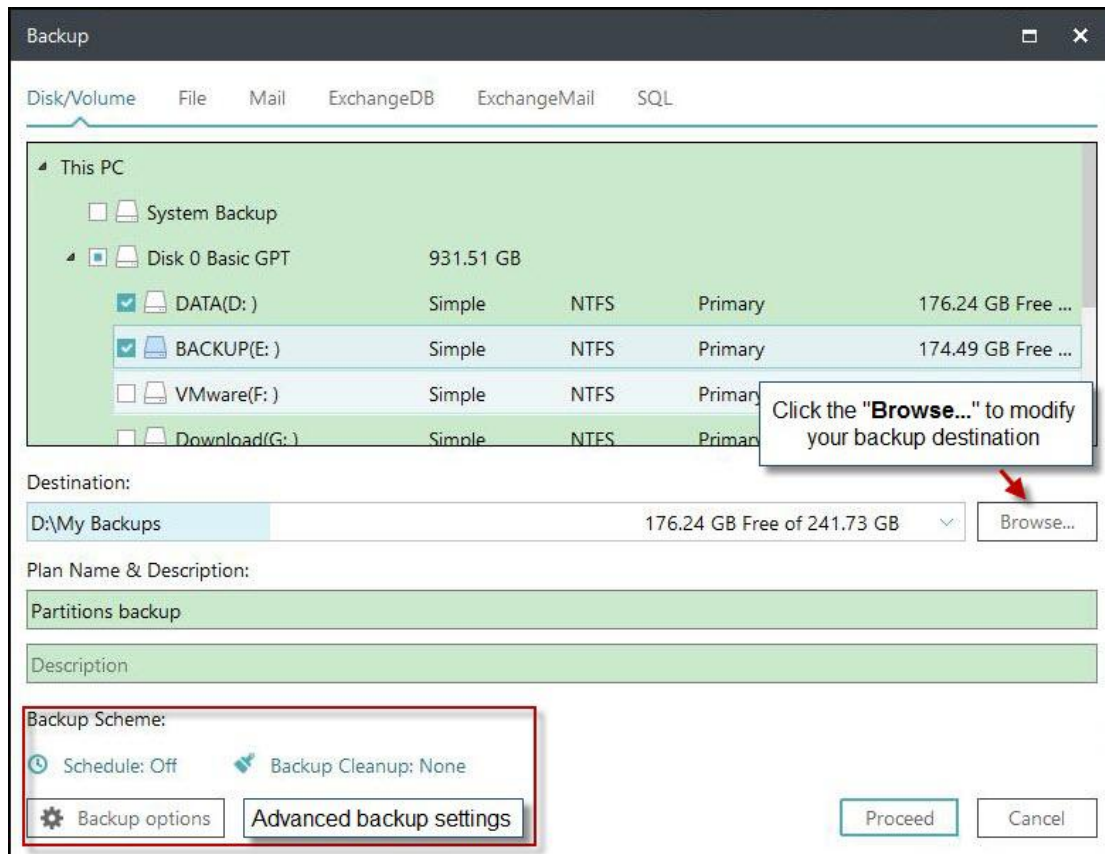 Backup
Disk/Volume File Mail ExchangeDB ExchangeMail SQL
This PC
System Backup
Disk 0 Basic GPT 931.51 GB
DATA(D: ) Simple NTFS Primary 176.24 GB Free ...
BACKUP(E: ) Simple NTFS Primary 174.49 GB Free ...
VMware(F: ) Simple NTFS Primary
Download(G: ) Simple NTFS Primary
Click the "Browse..." to modify
your backup destination
Destination:
D:\My Backups 176.24 GB Free of 241.73 GB Browse...
Plan Name & Description:
Partitions backup
Description
Backup Scheme:
Schedule: Off Backup Cleanup: None
Backup options Advanced backup settings Proceed Cancel